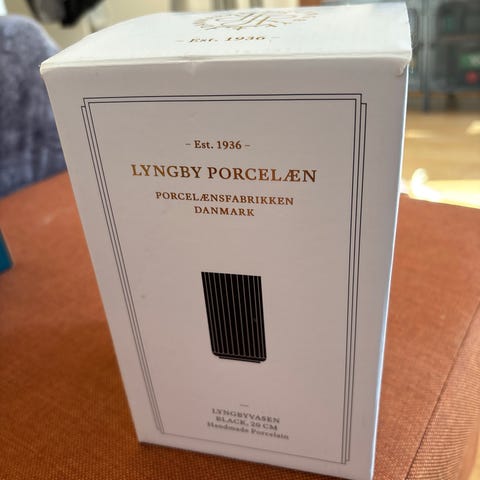 - Est. 1936 -
- Est. 1936 -
LYNGBY PORCELÆN
PORCELÆNSFABRIKKEN
DANMARK
LYNGBYVASEN
BLACK, 20 CM
Handmade Porcelain